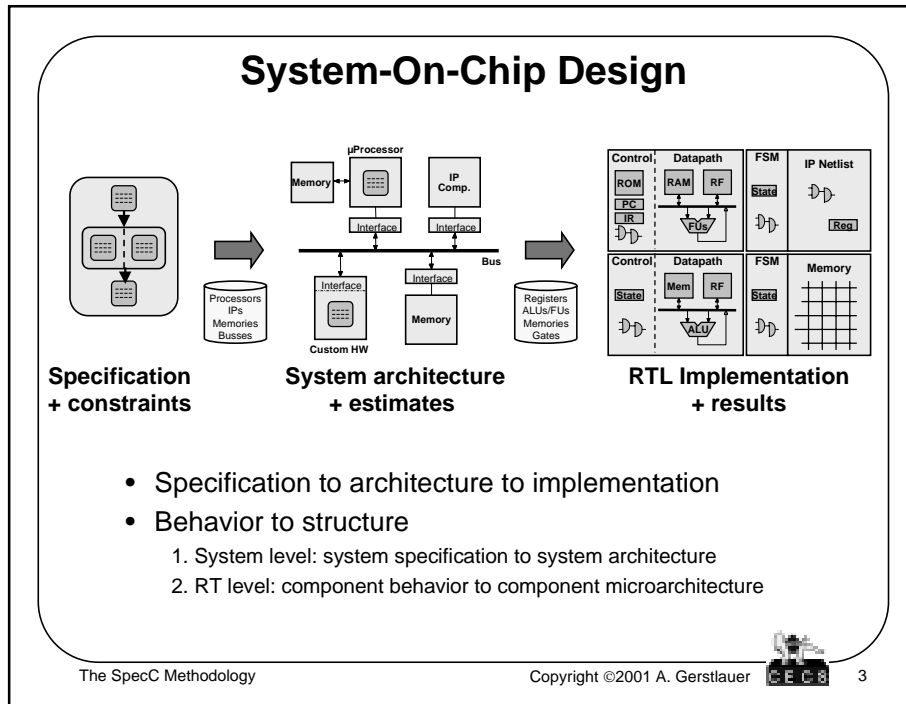 System-On-Chip Design
Memory
µProcessor
Interface
IP
Comp.
Interface
Bus
Interface
Custom HW
Interface
Memory
Processors
IPs
Memories
Busses
Registers
ALUs/FUs
Memories
Gates
Control
Datapath
FSM
IP Netlist
ROM
RAM
RF
State
PC
IR
FUs
Reg
Control
Datapath
FSM
Memory
State
Mem
RF
State
ALU
Specification
+ constraints
System architecture
+ estimates
RTL Implementation
+ results
• Specification to architecture to implementation
• Behavior to structure
1. System level: system specification to system architecture
2. RT level: component behavior to component microarchitecture
The SpecC Methodology
Copyright ©2001 A. Gerstlauer
CECS
3